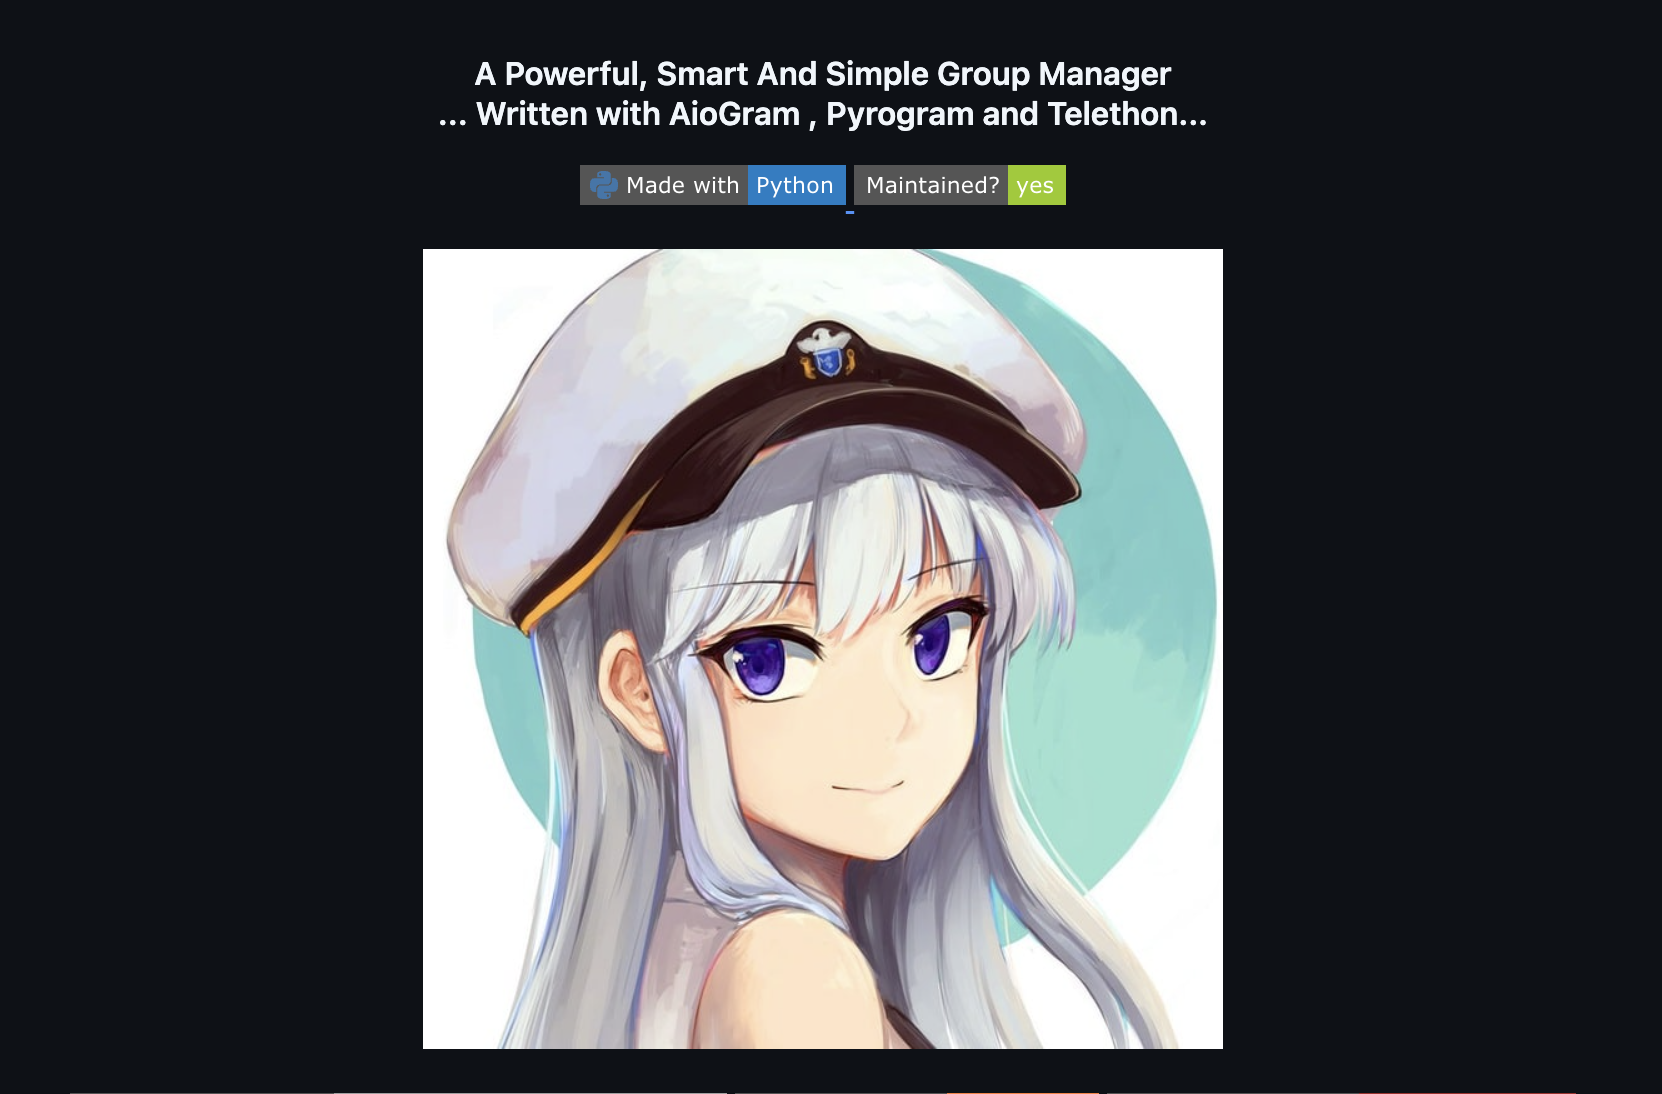 A Powerful, Smart And Simple Group Manager
... Written with AioGram , Pyrogram and Telethon...
Made with Python Maintained? yes